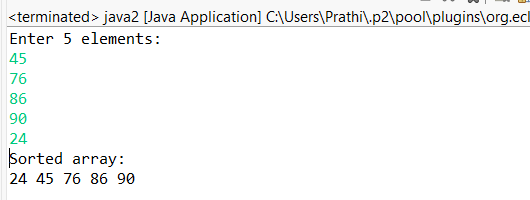 <terminated> java2 [Java Application] C:\Users\Prathi\.p2\pool\plugins\org.ecl
Enter 5 elements:
45
76
86
90
24
Sorted array:
24 45 76 86 90